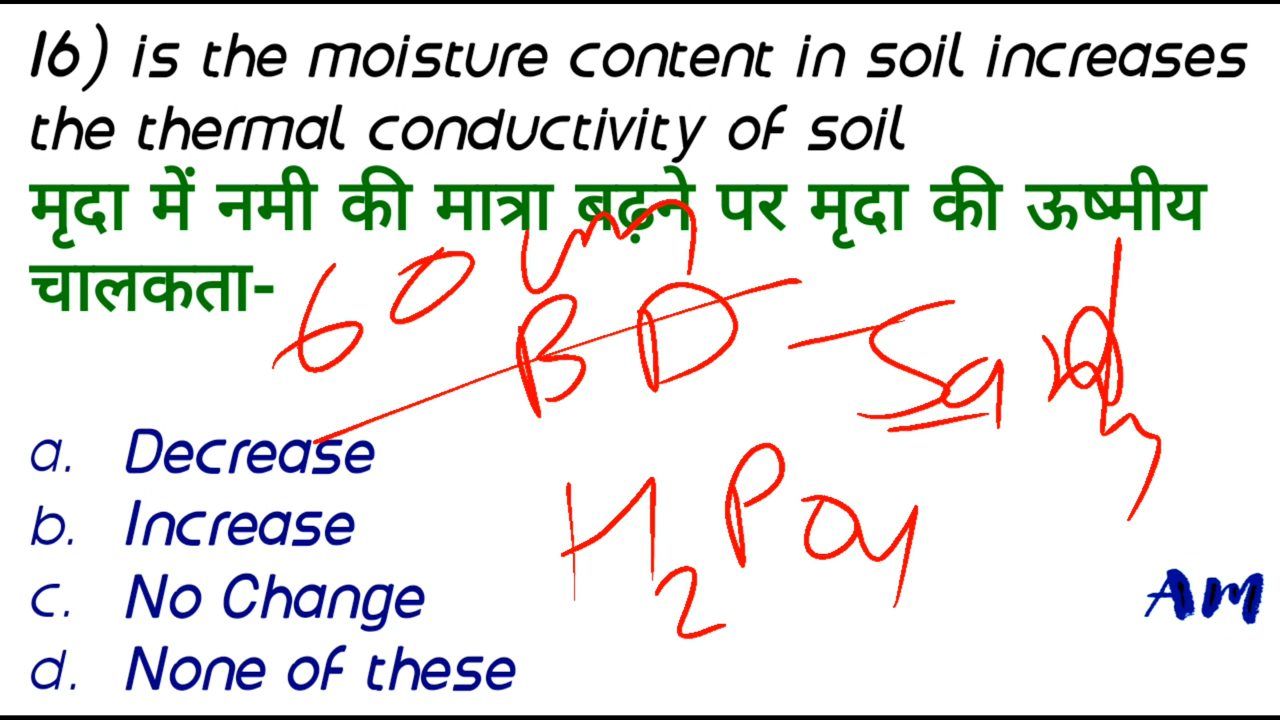 16) is the moisture content in soil increases
the thermal conductivity of soil
मृदा में नमी की मात्रा बढ़ने पर मृदा की ऊष्मीय
चालकता-
60 cm
BD - Sand
H2PO4
a. Decrease
b. Increase
c. No Change
d. None of these
AM